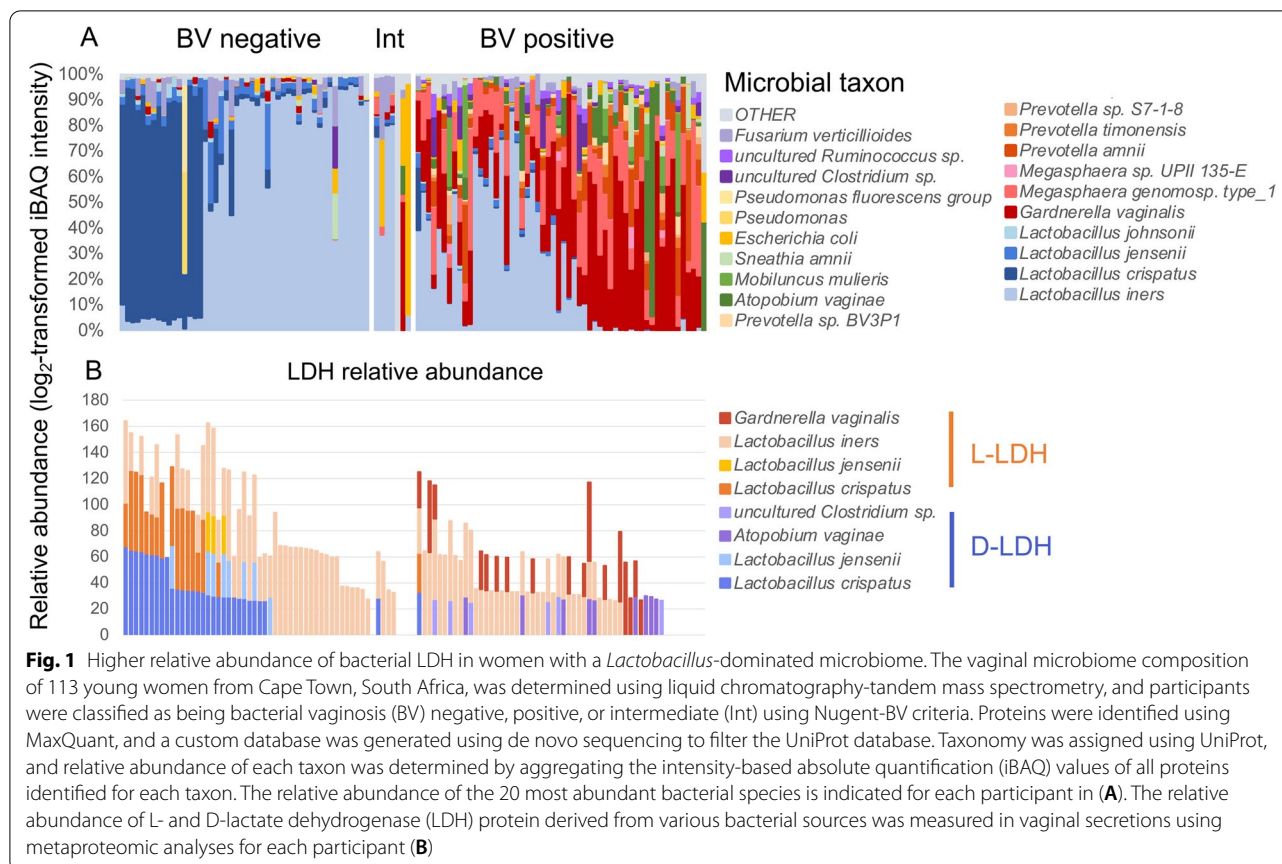 A
BV negative
Int
BV positive
Relative abundance (log2-transformed iBAQ intensity)
100%
90%
80%
70%
60%
50%
40%
30%
20%
10%
0%
Microbial taxon
OTHER
Fusarium verticillioides
uncultured Ruminococcus sp.
uncultured Clostridium sp.
Pseudomonas fluorescens group
Pseudomonas
Escherichia coli
Sneathia amnii
Mobiluncus mulieris
Atopobium vaginae
Prevotella sp. BV3P1
Prevotella sp. S7-1-8
Prevotella timonensis
Prevotella amnii
Megasphaera sp. UPII 135-E
Megasphaera genomosp. type_1
Gardnerella vaginalis
Lactobacillus johnsonii
Lactobacillus jensenii
Lactobacillus crispatus
Lactobacillus iners
B
LDH relative abundance
180
160
140
120
100
80
60
40
20
0
Gardnerella vaginalis
Lactobacillus iners
Lactobacillus jensenii
Lactobacillus crispatus
uncultured Clostridium sp.
Atopobium vaginae
Lactobacillus jensenii
Lactobacillus crispatus
L-LDH
D-LDH
Fig. 1 Higher relative abundance of bacterial LDH in women with a Lactobacillus-dominated microbiome. The vaginal microbiome composition
of 113 young women from Cape Town, South Africa, was determined using liquid chromatography-tandem mass spectrometry, and participants
were classified as being bacterial vaginosis (BV) negative, positive, or intermediate (Int) using Nugent-BV criteria. Proteins were identified using
MaxQuant, and a custom database was generated using de novo sequencing to filter the UniProt database. Taxonomy was assigned using UniProt,
and relative abundance of each taxon was determined by aggregating the intensity-based absolute quantification (iBAQ) values of all proteins
identified for each taxon. The relative abundance of the 20 most abundant bacterial species is indicated for each participant in (A). The relative
abundance of L- and D-lactate dehydrogenase (LDH) protein derived from various bacterial sources was measured in vaginal secretions using
metaproteomic analyses for each participant (B)